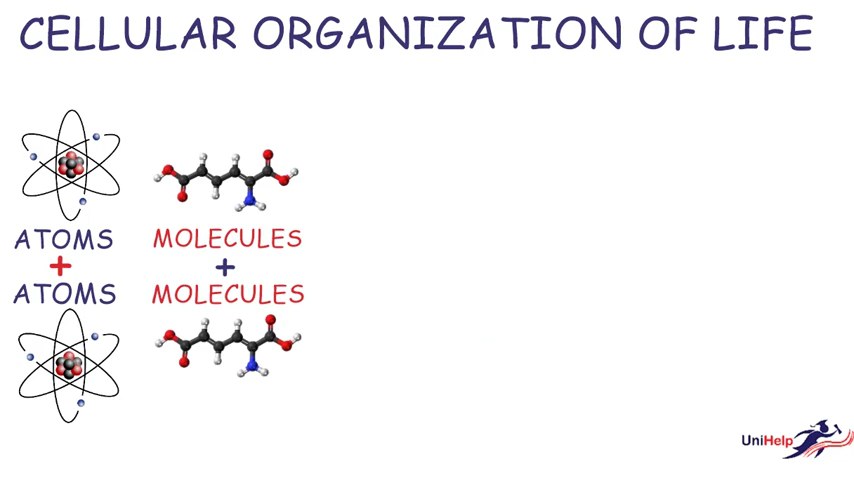 CELLULAR ORGANIZATION OF LIFE
ATOMS
+
ATOMS
MOLECULES
+
MOLECULES
UniHelp